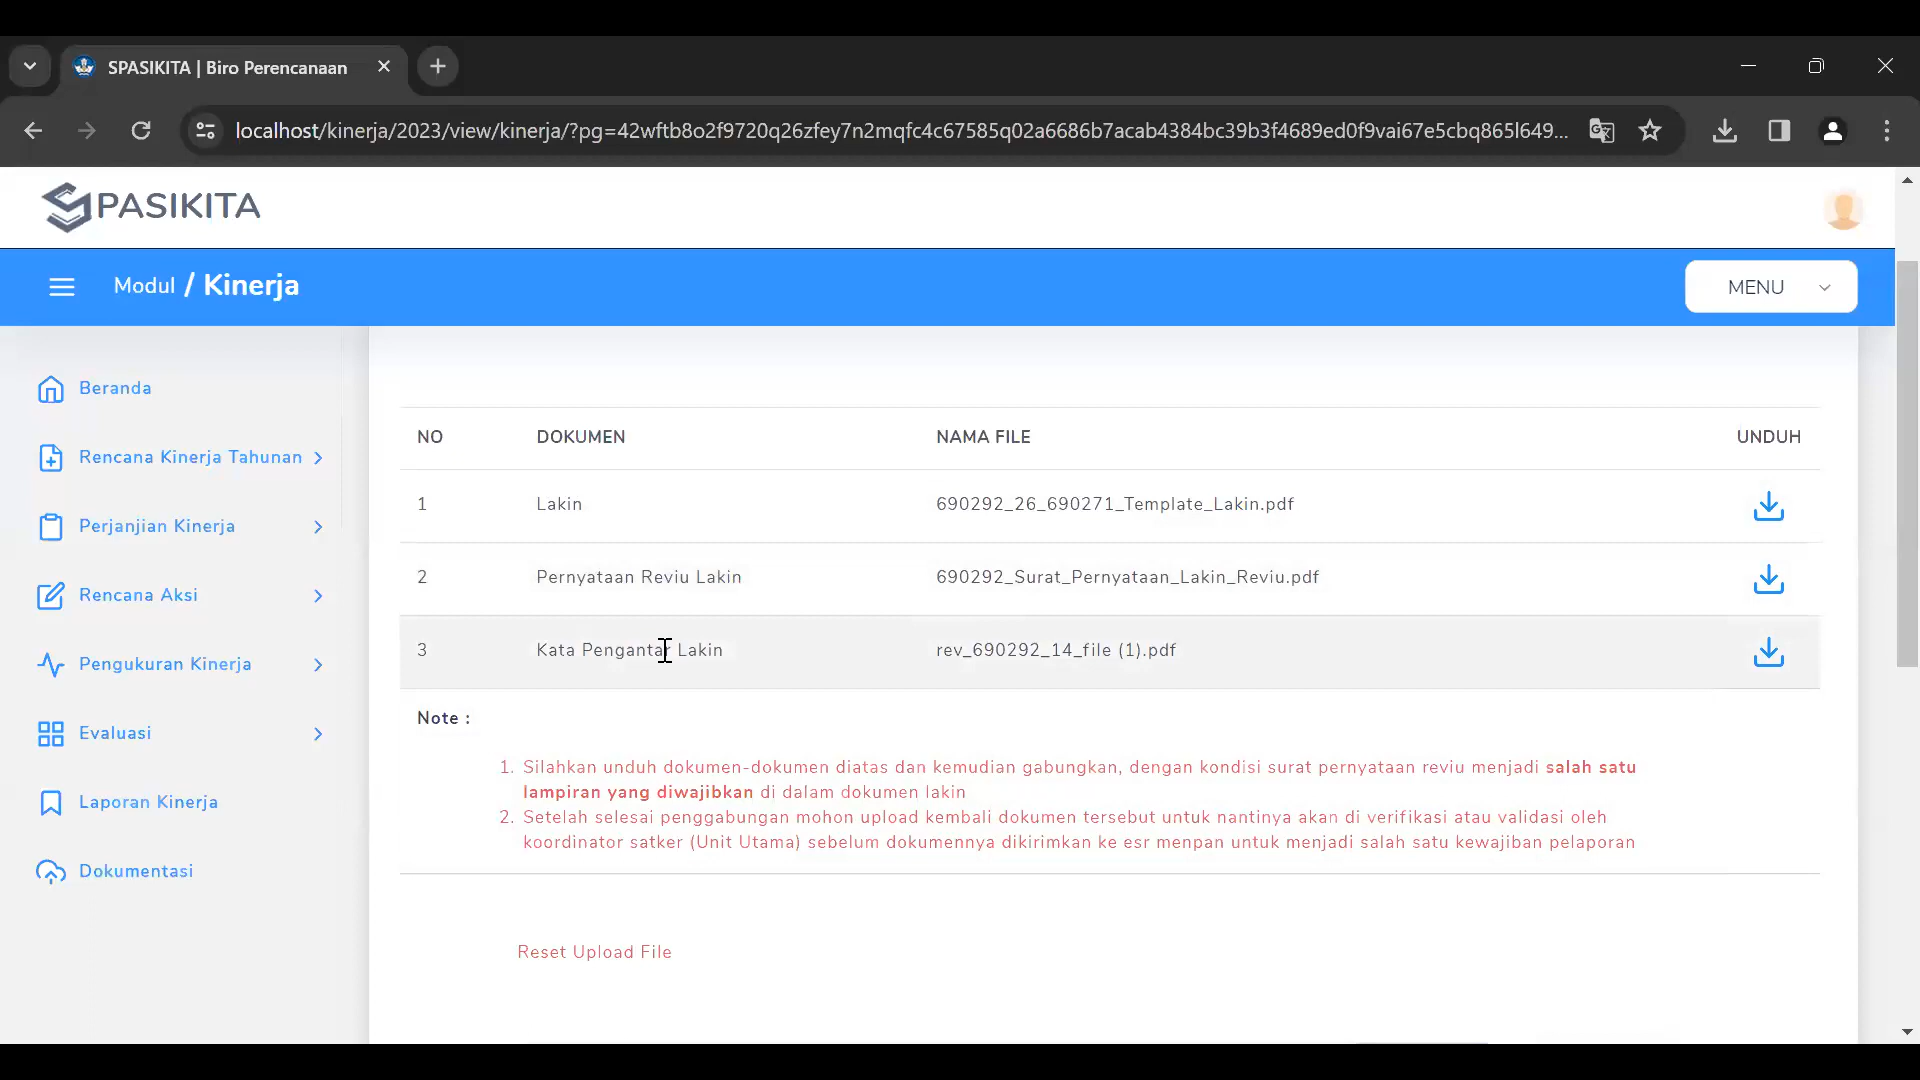 SPASIKITA | Biro Perencanaan
localhost/kinerja/2023/view/kinerja/?pg=42wftb8o2f9720q26zfey7n2mqfc4c67585q02a6686b7acab4384bc39b3f4689ed0f9vai67e5cbq865l649...
SPASIKITA
Modul / Kinerja
MENU
Beranda
Rencana Kinerja Tahunan
Perjanjian Kinerja
Rencana Aksi
Pengukuran Kinerja
Evaluasi
Laporan Kinerja
Dokumentasi
NO DOKUMEN NAMA FILE UNDUH
1 Lakin 690292_26_690271_Template_Lakin.pdf
2 Pernyataan Reviu Lakin 690292_Surat_Pernyataan_Lakin_Reviu.pdf
3 Kata Pengantar Lakin rev_690292_14_file (1).pdf
Note :
1. Silahkan unduh dokumen-dokumen diatas dan kemudian gabungkan, dengan kondisi surat pernyataan reviu menjadi salah satu
lampiran yang diwajibkan di dalam dokumen lakin
2. Setelah selesai penggabungan mohon upload kembali dokumen tersebut untuk nantinya akan di verifikasi atau validasi oleh
koordinator satker (Unit Utama) sebelum dokumennya dikirimkan ke esr menpan untuk menjadi salah satu kewajiban pelaporan
Reset Upload File